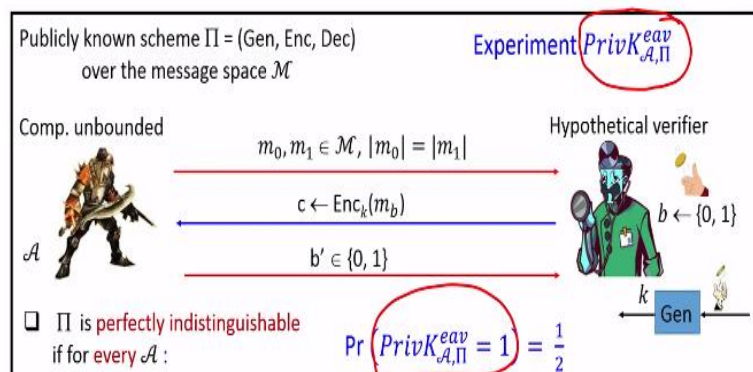 Publicly known scheme Π = (Gen, Enc, Dec)
over the message space ℳ
Experiment PrivK^{eav}_{𝒜,Π}
Comp. unbounded
Hypothetical verifier
m₀, m₁ ∈ ℳ, |m₀| = |m₁|
c ← Enc_k(m_b)
b ← {0, 1}
𝒜
b′ ∈ {0, 1}
k
Gen
❑ Π is perfectly indistinguishable
if for every 𝒜 :
Pr (PrivK^{eav}_{𝒜,Π} = 1) = 1/2